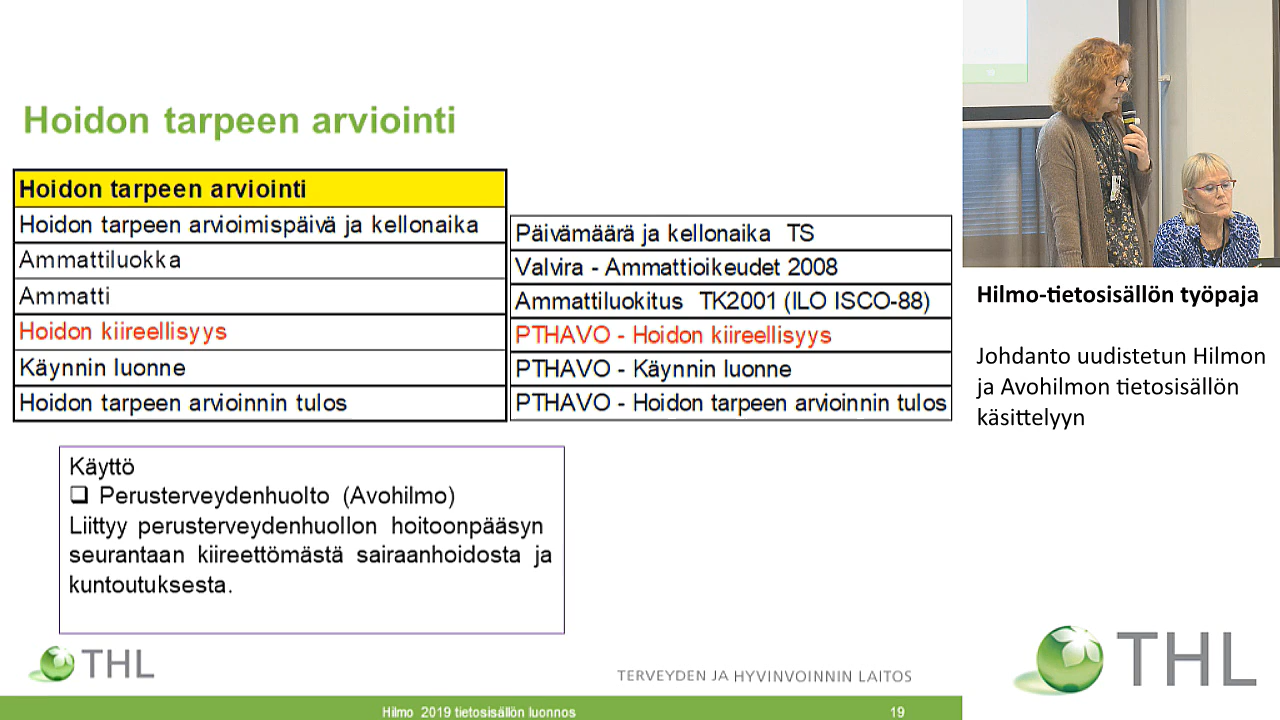 Hoidon tarpeen arviointi
Hoidon tarpeen arviointi
Hoidon tarpeen arvioimispäivä ja kellonaika
Päivämäärä ja kellonaika TS
Ammattiluokka
Valvira - Ammattioikeudet 2008
Ammatti
Ammattiluokitus TK2001 (ILO ISCO-88)
Hoidon kiireellisyys
PTHAVO - Hoidon kiireellisyys
Käynnin luonne
PTHAVO - Käynnin luonne
Hoidon tarpeen arvioinnin tulos
PTHAVO - Hoidon tarpeen arvioinnin tulos
Käyttö
❑ Perusterveydenhuolto (Avohilmo)
Liittyy perusterveydenhuollon hoitoonpääsyn
seurantaan kiireettömästä sairaanhoidosta ja
kuntoutuksesta.
THL
TERVEYDEN JA HYVINVOINNIN LAITOS
Hilmo 2019 tietosisällön luonnos
19
Hilmo-tietosisällön työpaja
Johdanto uudistetun Hilmon
ja Avohilmon tietosisällön
käsittelyyn
THL